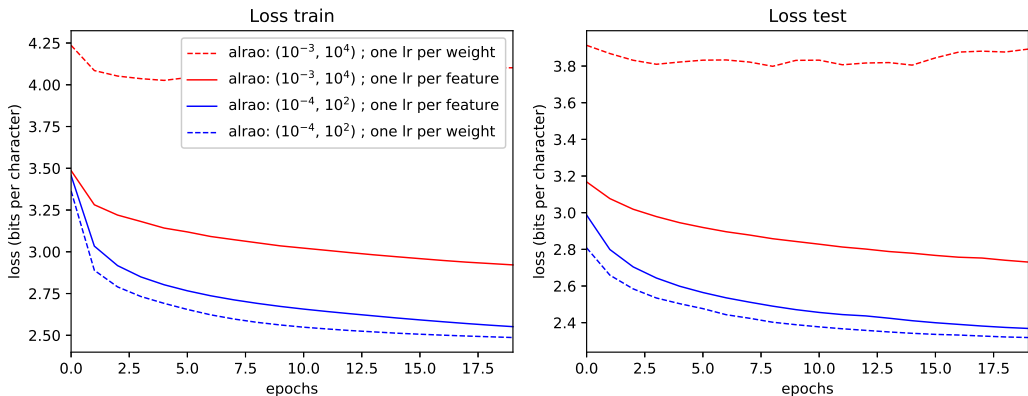 Loss train
loss (bits per character)
4.25
4.00
3.75
3.50
3.25
3.00
2.75
2.50
alrao: (10⁻³, 10⁴) ; one lr per weight
alrao: (10⁻³, 10⁴) ; one lr per feature
alrao: (10⁻⁴, 10²) ; one lr per feature
alrao: (10⁻⁴, 10²) ; one lr per weight
0.0 2.5 5.0 7.5 10.0 12.5 15.0 17.5
epochs
Loss test
loss (bits per character)
3.8
3.6
3.4
3.2
3.0
2.8
2.6
2.4
0.0 2.5 5.0 7.5 10.0 12.5 15.0 17.5
epochs